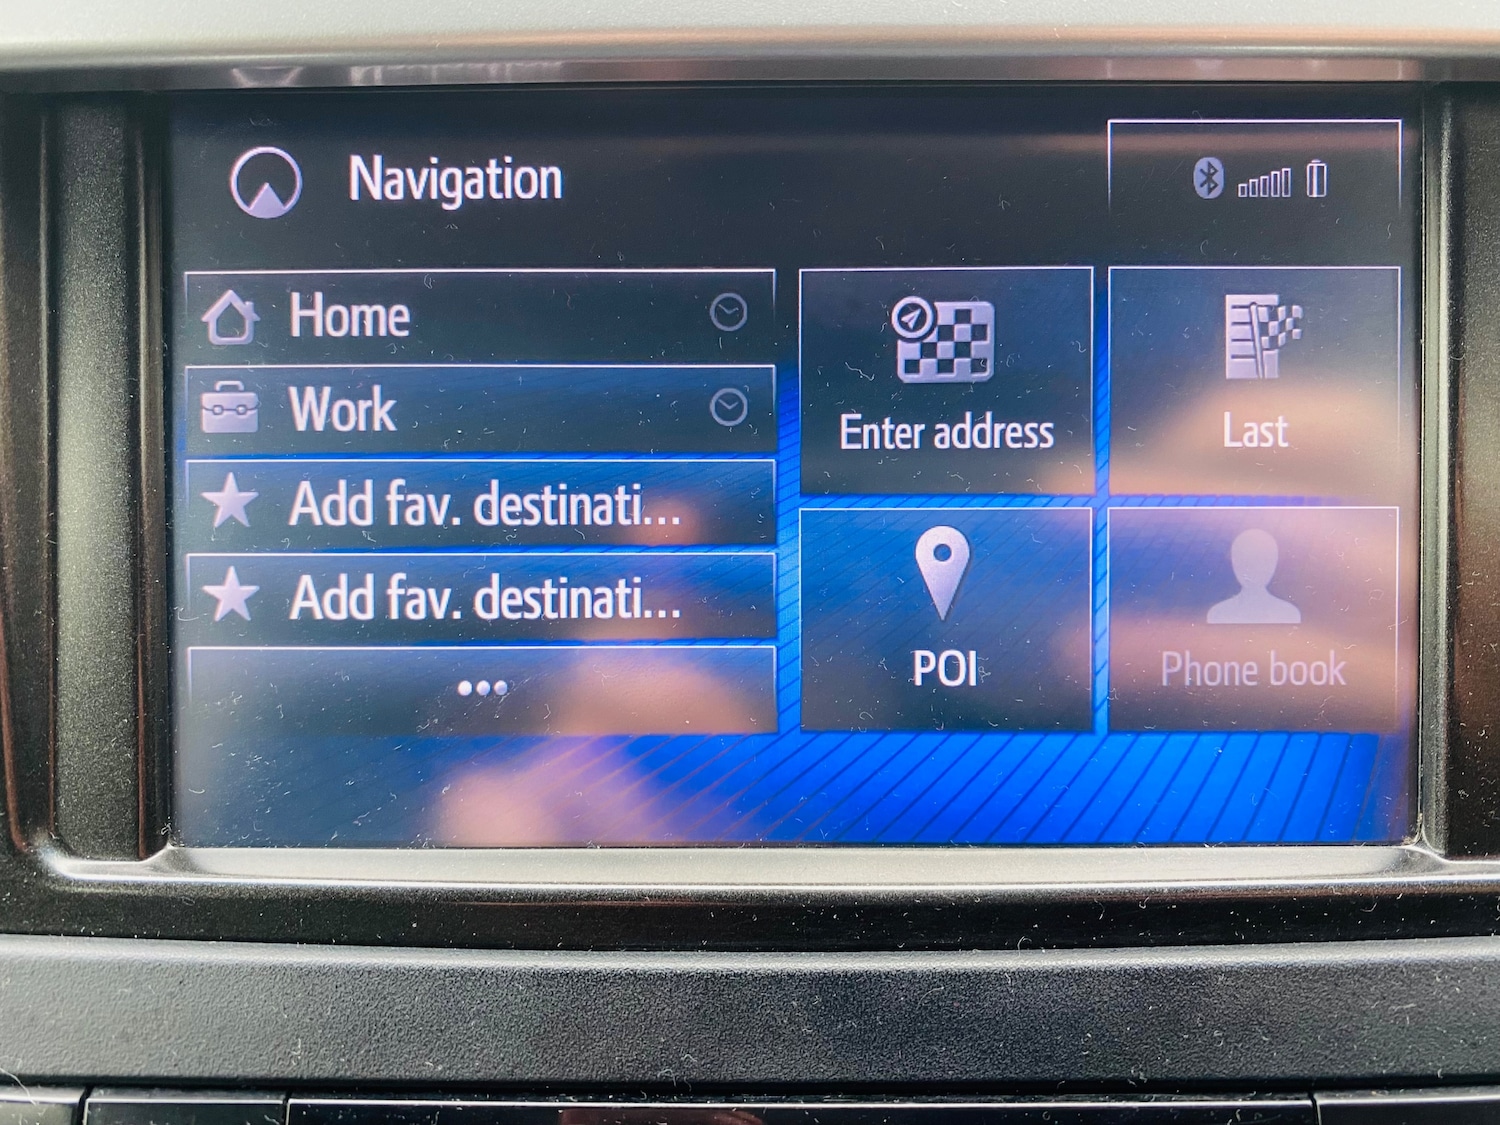 Navigation
Home
Work
Add fav. destinati...
Add fav. destinati...
Enter address
Last
POI
Phone book